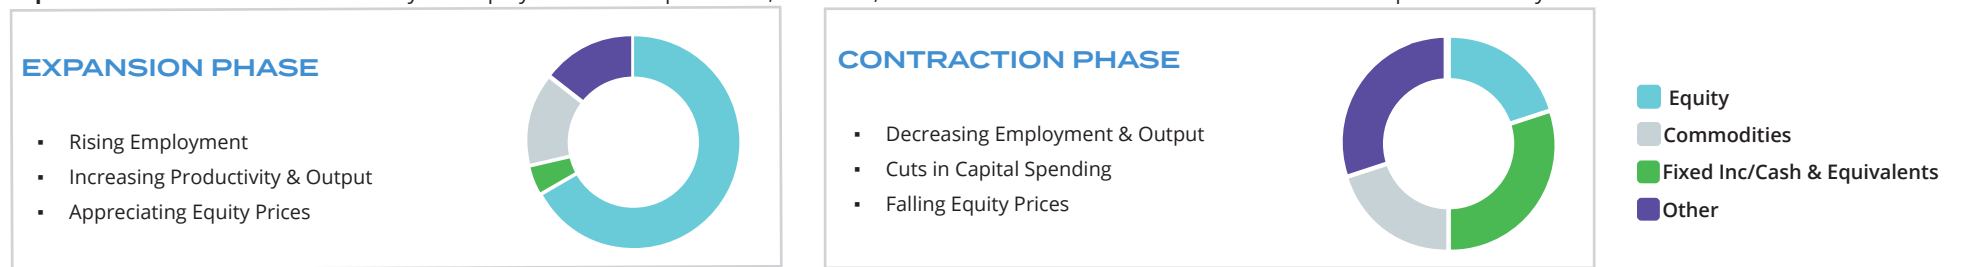 EXPANSION PHASE
Rising Employment
Increasing Productivity & Output
Appreciating Equity Prices
CONTRACTION PHASE
Decreasing Employment & Output
Cuts in Capital Spending
Falling Equity Prices
Equity
Commodities
Fixed Inc/Cash & Equivalents
Other